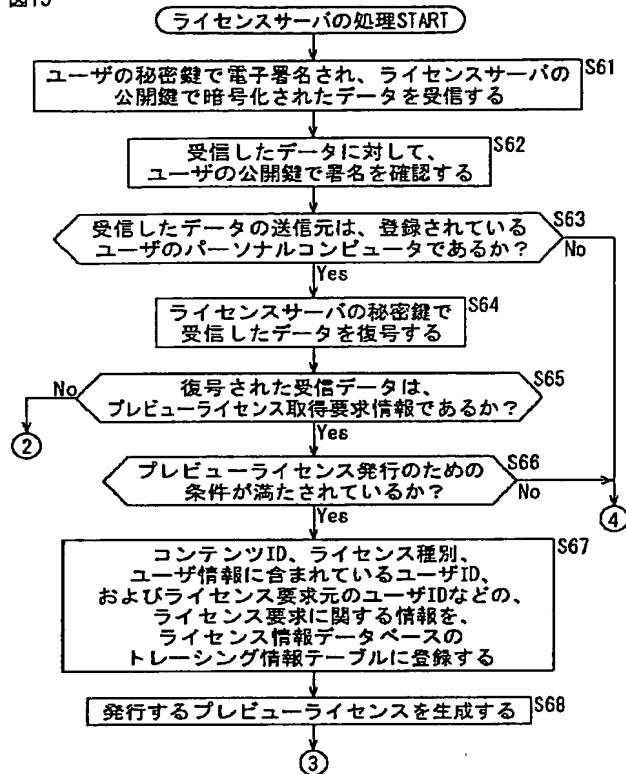 図19
ライセンスサーバの処理START
ユーザの秘密鍵で電子署名され、ライセンスサーバの
公開鍵で暗号化されたデータを受信する
S61
受信したデータに対して、
ユーザの公開鍵で署名を確認する
S62
受信したデータの送信元は、登録されている
ユーザのパーソナルコンピュータであるか?
S63
No
Yes
ライセンスサーバの秘密鍵で
受信したデータを復号する
S64
復号された受信データは、
プレビューライセンス取得要求情報であるか?
S65
No
②
Yes
プレビューライセンス発行のための
条件が満たされているか?
S66
No
④
Yes
コンテンツID、ライセンス種別、
ユーザ情報に含まれているユーザID、
およびライセンス要求元のユーザIDなどの、
ライセンス要求に関する情報を、
ライセンス情報データベースの
トレーシング情報テーブルに登録する
S67
発行するプレビューライセンスを生成する
S68
③